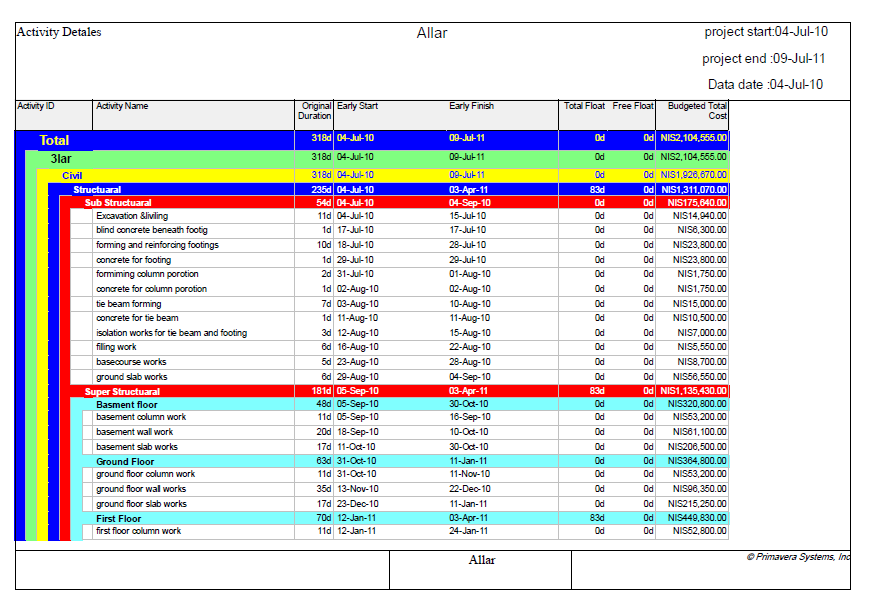 Activity Detales Allar project start:04-Jul-10
project end :09-Jul-11
Data date :04-Jul-10
Activity ID Activity Name Original Duration Early Start Early Finish Total Float Free Float Budgeted Total Cost
Total 318d 04-Jul-10 09-Jul-11 0d 0d NIS2,104,555.00
3lar 318d 04-Jul-10 09-Jul-11 0d 0d NIS2,104,555.00
Civil 318d 04-Jul-10 09-Jul-11 0d 0d NIS1,926,670.00
Structuaral 235d 04-Jul-10 03-Apr-11 83d 0d NIS1,311,070.00
Sub Structuaral 54d 04-Jul-10 04-Sep-10 0d 0d NIS175,640.00
Excavation &liviling 11d 04-Jul-10 15-Jul-10 0d 0d NIS14,940.00
blind concrete beneath footig 1d 17-Jul-10 17-Jul-10 0d 0d NIS6,300.00
forming and reinforcing footings 10d 18-Jul-10 28-Jul-10 0d 0d NIS23,800.00
concrete for footing 1d 29-Jul-10 29-Jul-10 0d 0d NIS23,800.00
formiming column porotion 2d 31-Jul-10 01-Aug-10 0d 0d NIS1,750.00
concrete for column porotion 1d 02-Aug-10 02-Aug-10 0d 0d NIS1,750.00
tie beam forming 7d 03-Aug-10 10-Aug-10 0d 0d NIS15,000.00
concrete for tie beam 1d 11-Aug-10 11-Aug-10 0d 0d NIS10,500.00
isolation works for tie beam and footing 3d 12-Aug-10 15-Aug-10 0d 0d NIS7,000.00
filling work 6d 16-Aug-10 22-Aug-10 0d 0d NIS5,550.00
basecourse works 5d 23-Aug-10 28-Aug-10 0d 0d NIS8,700.00
ground slab works 6d 29-Aug-10 04-Sep-10 0d 0d NIS56,550.00
Super Structuaral 181d 05-Sep-10 03-Apr-11 83d 0d NIS1,135,430.00
Basment floor 48d 05-Sep-10 30-Oct-10 0d 0d NIS320,800.00
basement column work 11d 05-Sep-10 16-Sep-10 0d 0d NIS53,200.00
basement wall work 20d 18-Sep-10 10-Oct-10 0d 0d NIS61,100.00
basement slab works 17d 11-Oct-10 30-Oct-10 0d 0d NIS206,500.00
Ground Floor 63d 31-Oct-10 11-Jan-11 0d 0d NIS364,800.00
ground floor column work 11d 31-Oct-10 11-Nov-10 0d 0d NIS53,200.00
ground floor wall works 35d 13-Nov-10 22-Dec-10 0d 0d NIS96,350.00
ground floor slab works 17d 23-Dec-10 11-Jan-11 0d 0d NIS215,250.00
First Floor 70d 12-Jan-11 03-Apr-11 83d 0d NIS449,830.00
first floor column work 11d 12-Jan-11 24-Jan-11 0d 0d NIS52,800.00
Allar © Primavera Systems, Inc